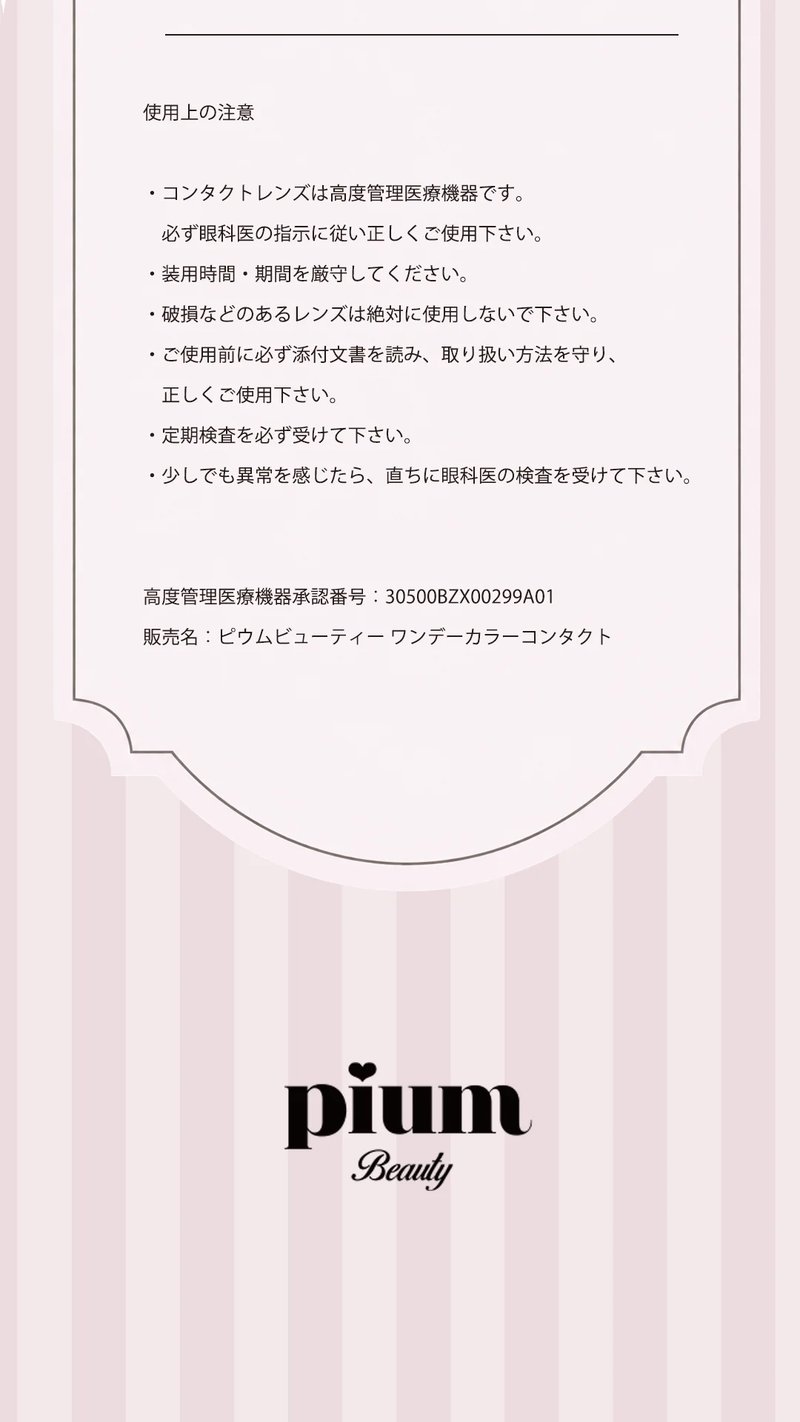 使用上の注意
・コンタクトレンズは高度管理医療機器です。
必ず眼科医の指示に従い正しくご使用下さい。
・装用時間・期間を厳守してください。
・破損などのあるレンズは絶対に使用しないで下さい。
・ご使用前に必ず添付文書を読み、取り扱い方法を守り、
正しくご使用下さい。
・定期検査を必ず受けて下さい。
・少しでも異常を感じたら、直ちに眼科医の検査を受けて下さい。
高度管理医療機器承認番号：30500BZX00299A01
販売名：ピウムビューティー ワンデーカラーコンタクト
pium
Beauty